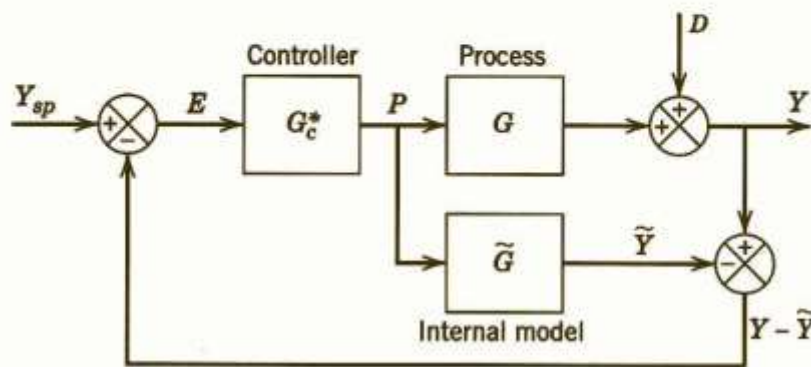 D
Controller
Process
Y_sp
E
P
Y
+
−
G_c^*
G
+
+
G̃
Ỹ
+
−
Internal model
Y − Ỹ